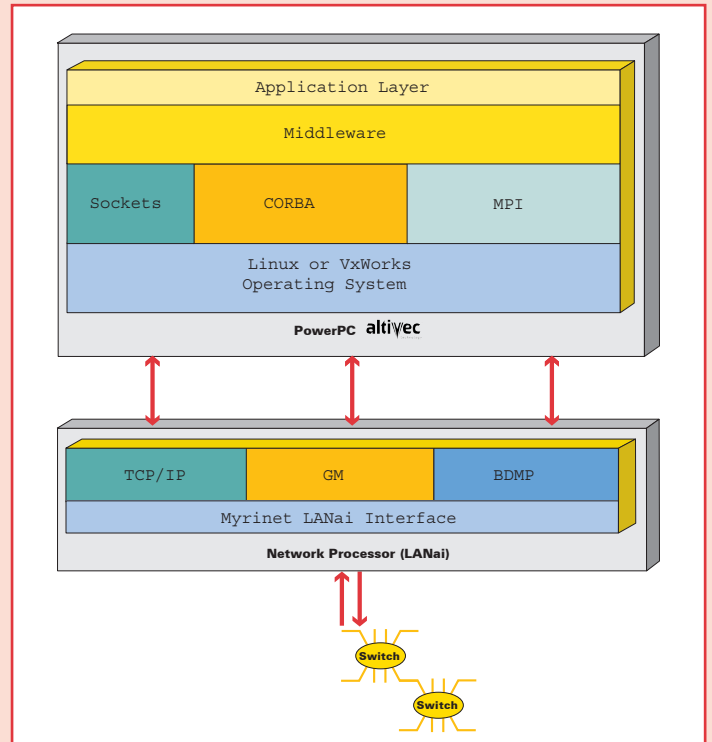 Application Layer
Middleware
Sockets CORBA MPI
Linux or VxWorks
Operating System
PowerPC altivec
TCP/IP GM BDMP
Myrinet LANai Interface
Network Processor (LANai)
Switch
Switch